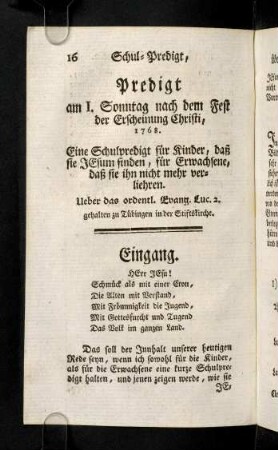 16 Schul-Predigt,
Predigt
am I. Sonntag nach dem Fest
der Erscheinung Christi,
1768.
Eine Schulpredigt für Kinder, daß
sie JEsum finden, für Erwachsene,
daß sie ihn nicht mehr ver-
liehren.
Ueber das ordentl. Evang. Luc. 2.
gehalten zu Tübingen in der Stiftskirche.
Eingang.
HErr JEsu!
Schmück als mit einer Cron,
Die Alten mit Verstand,
Mit Frömmigkeit die Jugend,
Mit Gottesfurcht und Tugend
Das Volk im ganzen Land.
Das soll der Innhalt unserer heutigen
Rede seyn, wenn ich sowohl für die Kinder,
als für die Erwachsene eine kurze Schulpre-
digt halten, und jenen zeigen werde, wie sie
JE-